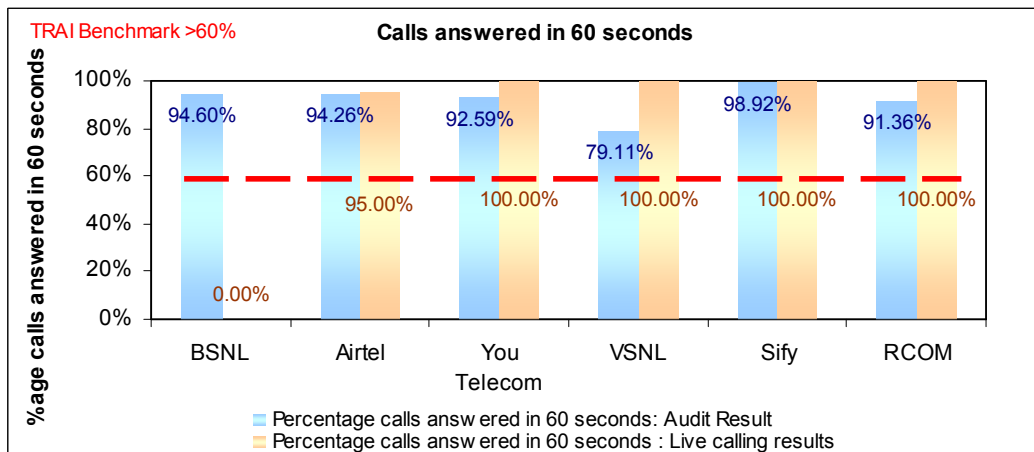 TRAI Benchmark >60%
Calls answered in 60 seconds
%age calls answered in 60 seconds
100%
80%
60%
40%
20%
0%
94.60%
94.26%
92.59%
79.11%
98.92%
91.36%
0.00%
95.00%
100.00%
100.00%
100.00%
100.00%
BSNL
Airtel
You
VSNL
Sify
RCOM
Telecom
Percentage calls answered in 60 seconds: Audit Result
Percentage calls answered in 60 seconds : Live calling results